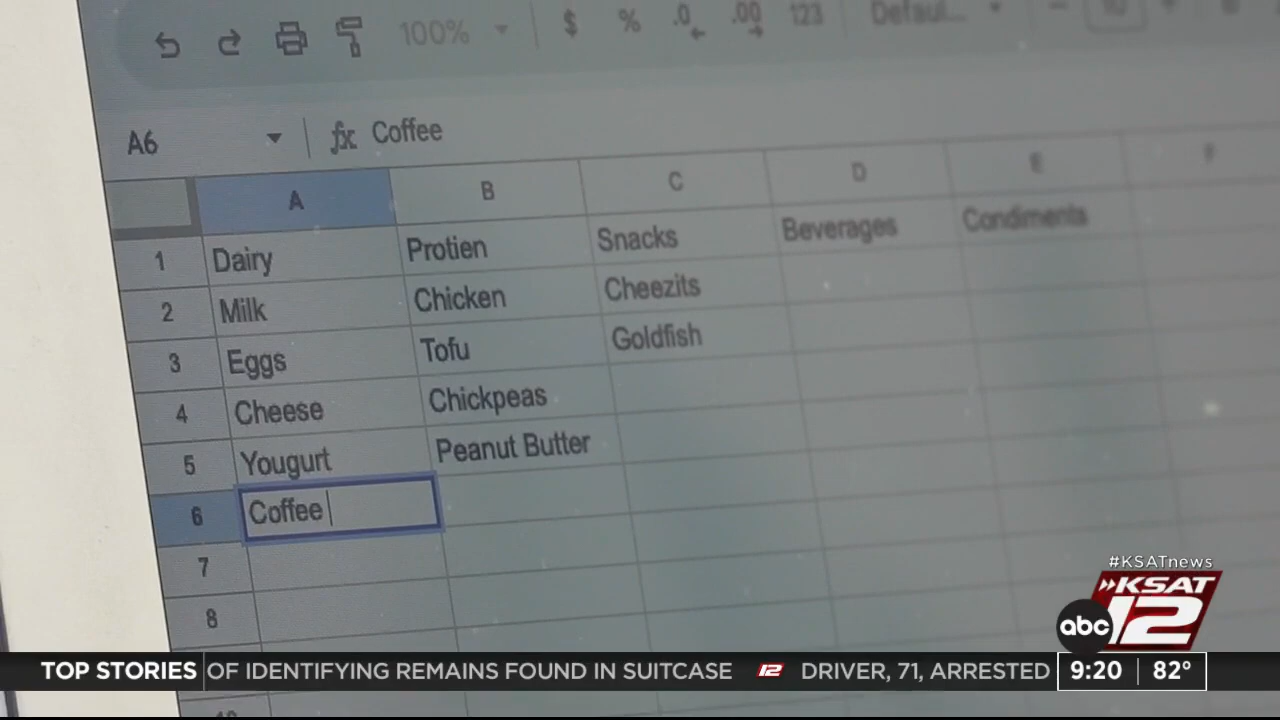 100% $ % .0 .00 123 Defaul...
A6 fx Coffee
A B C D E F
1 Dairy Protien Snacks Beverages Condiments
2 Milk Chicken Cheezits
3 Eggs Tofu Goldfish
4 Cheese Chickpeas
5 Yougurt Peanut Butter
6 Coffee
7
8
#KSATnews
KSAT
abc 12
TOP STORIES OF IDENTIFYING REMAINS FOUND IN SUITCASE 12 DRIVER, 71, ARRESTED 9:20 82°